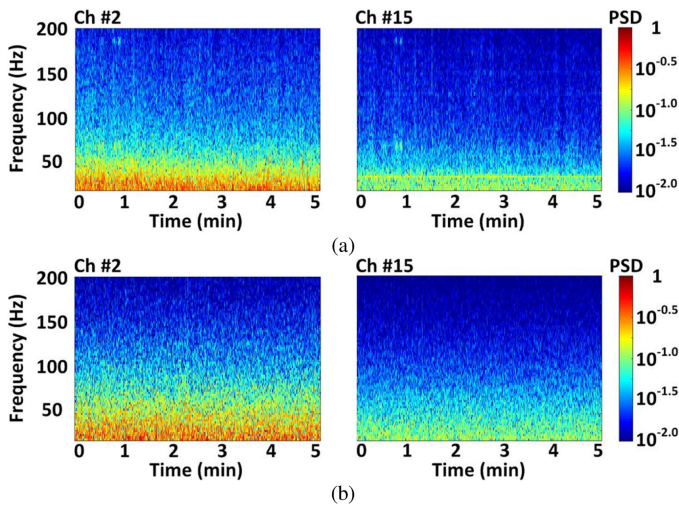 Ch #2 Ch #15 PSD
200 1
150 10-0.5
100 10-1.0
50 10-1.5
10-2.0
Frequency (Hz)
0 1 2 3 4 5 0 1 2 3 4 5
Time (min) Time (min)
(a)
Ch #2 Ch #15 PSD
200 1
150 10-0.5
100 10-1.0
50 10-1.5
10-2.0
Frequency (Hz)
0 1 2 3 4 5 0 1 2 3 4 5
Time (min) Time (min)
(b)